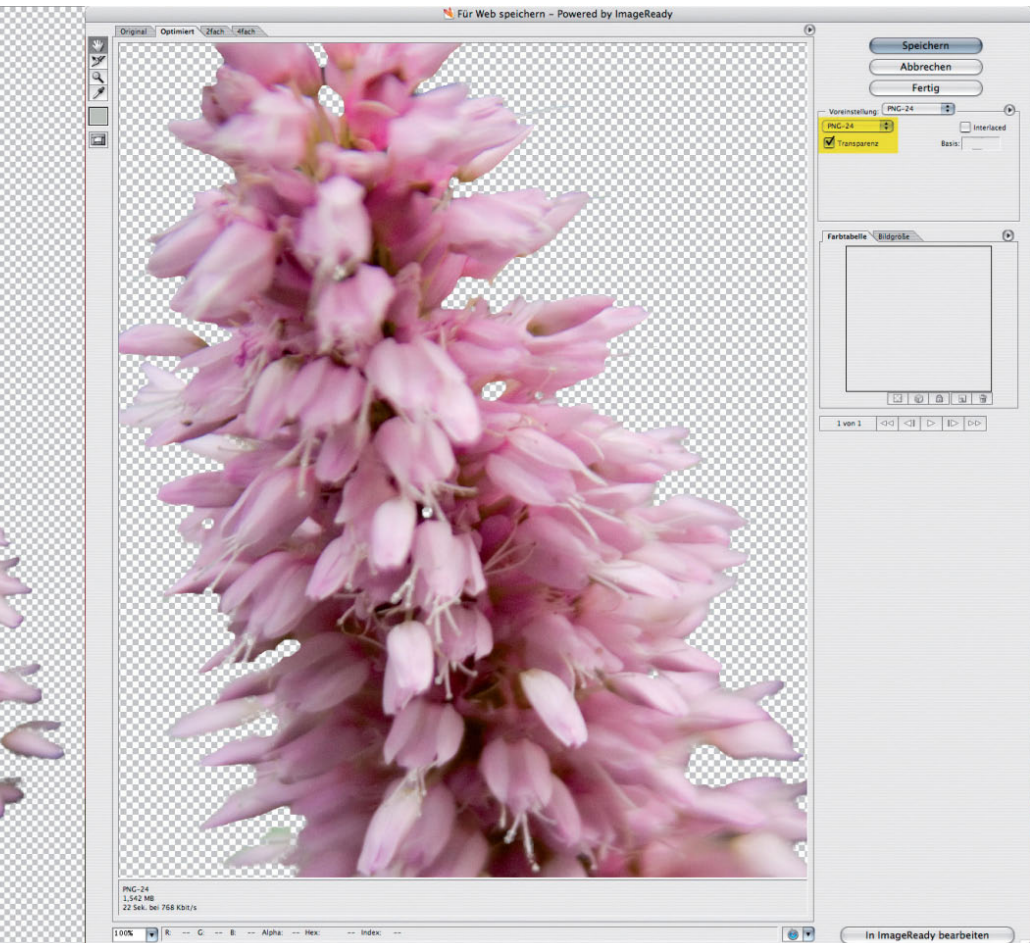 Für Web speichern – Powered by ImageReady
Original Optimiert 2fach 4fach
Speichern
Abbrechen
Fertig
Voreinstellung: PNG-24
PNG-24 Interlaced
Transparenz Basis:
Farbtabelle Bildgröße
1 von 1
PNG-24
1,542 MB
22 Sek. bei 766 Kbit/s
100% R: -- G: -- B: -- Alpha: -- Hex: -- Index: --
In ImageReady bearbeiten